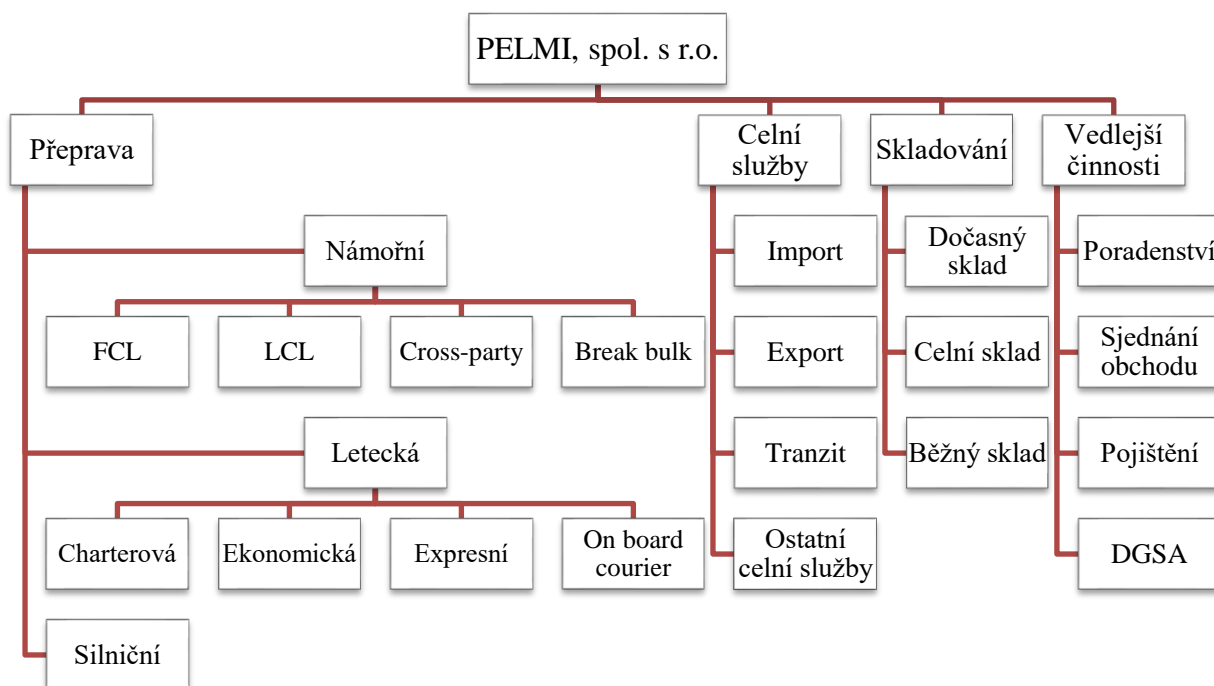 PELMI, spol. s r.o.
Přeprava
Celní
služby
Skladování
Vedlejší
činnosti
Námořní
Import
Dočasný
sklad
Poradenství
FCL
LCL
Cross-party
Break bulk
Export
Celní sklad
Sjednání
obchodu
Letecká
Tranzit
Běžný sklad
Pojištění
Charterová
Ekonomická
Expresní
On board
courier
Ostatní
celní služby
DGSA
Silniční